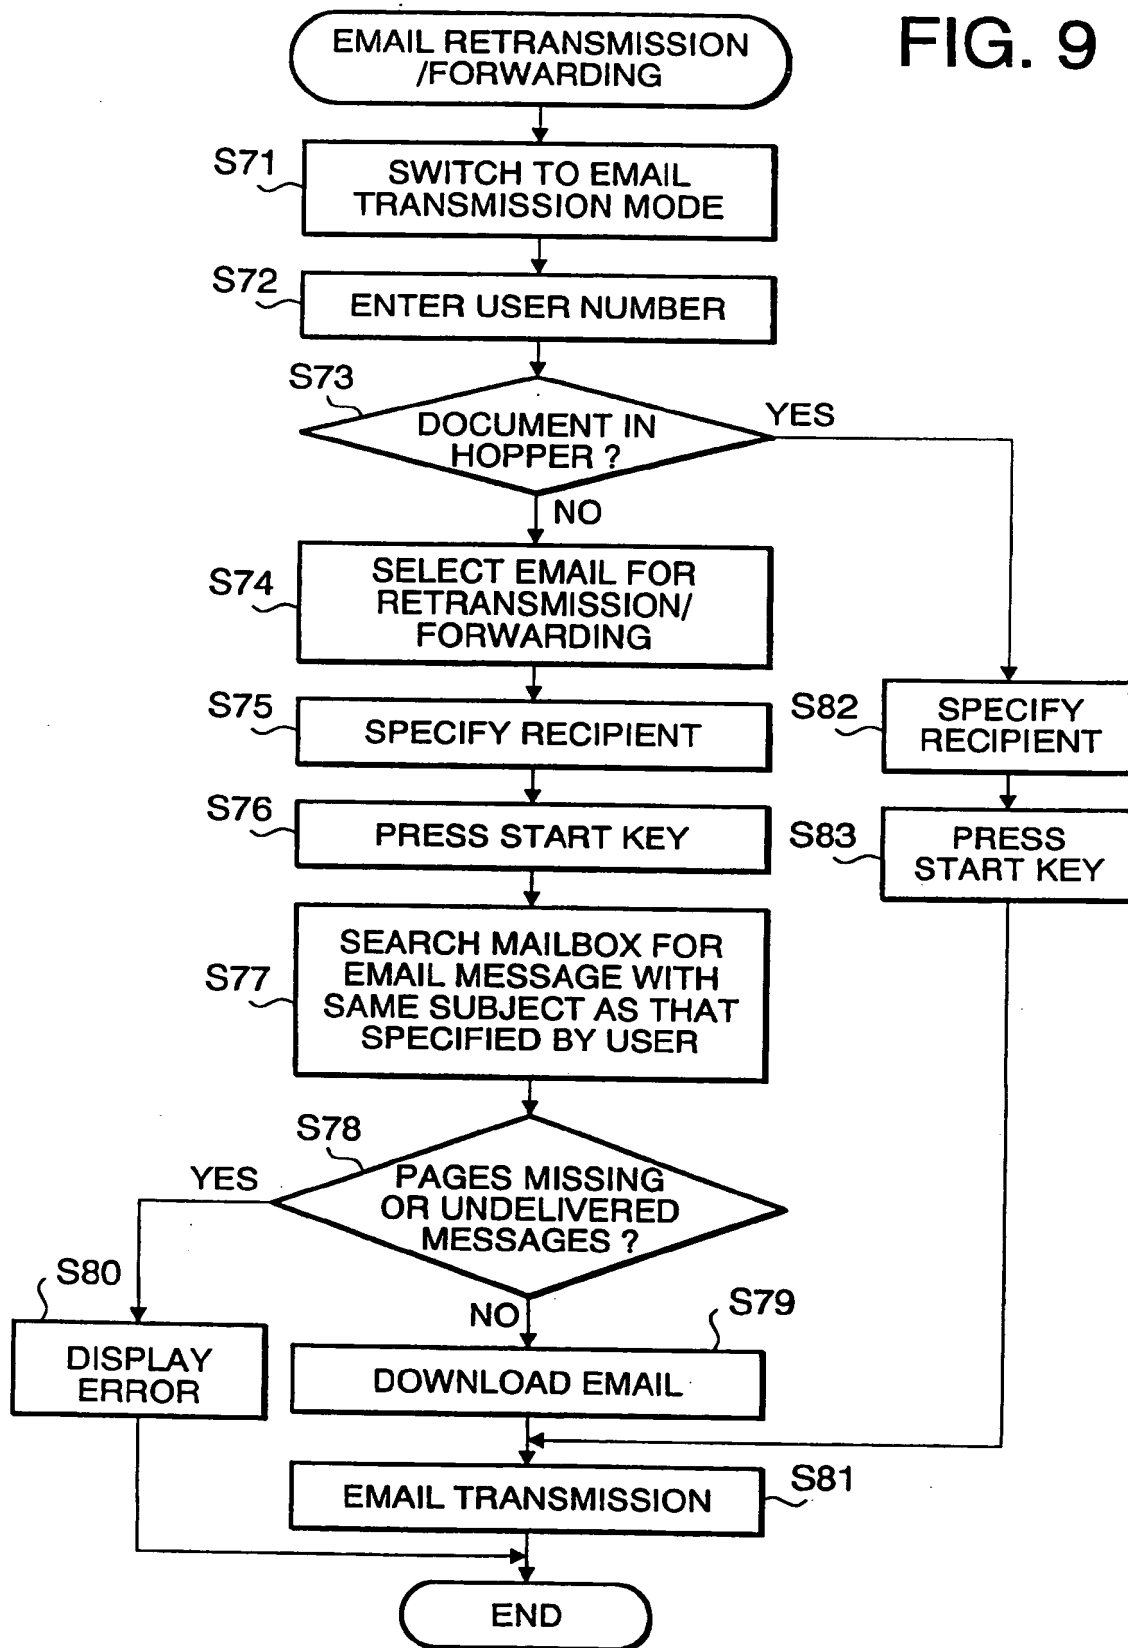 FIG. 9
EMAIL RETRANSMISSION
/FORWARDING
S71
SWITCH TO EMAIL
TRANSMISSION MODE
S72
ENTER USER NUMBER
S73
DOCUMENT IN
HOPPER ?
YES
NO
S74
SELECT EMAIL FOR
RETRANSMISSION/
FORWARDING
S75
SPECIFY RECIPIENT
S82
SPECIFY
RECIPIENT
S76
PRESS START KEY
S83
PRESS
START KEY
S77
SEARCH MAILBOX FOR
EMAIL MESSAGE WITH
SAME SUBJECT AS THAT
SPECIFIED BY USER
S78
PAGES MISSING
OR UNDELIVERED
MESSAGES ?
YES
NO
S80
DISPLAY
ERROR
S79
DOWNLOAD EMAIL
S81
EMAIL TRANSMISSION
END